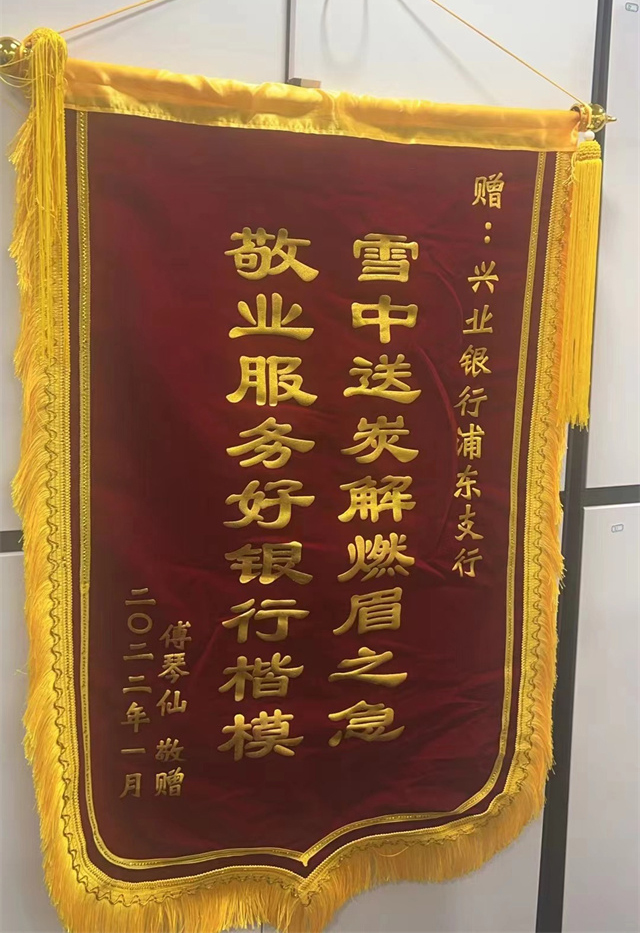 赠：兴业银行浦东支行
雪中送炭解燃眉之急
敬业服务好银行楷模
傅琴仙 敬赠
二〇二二年一月